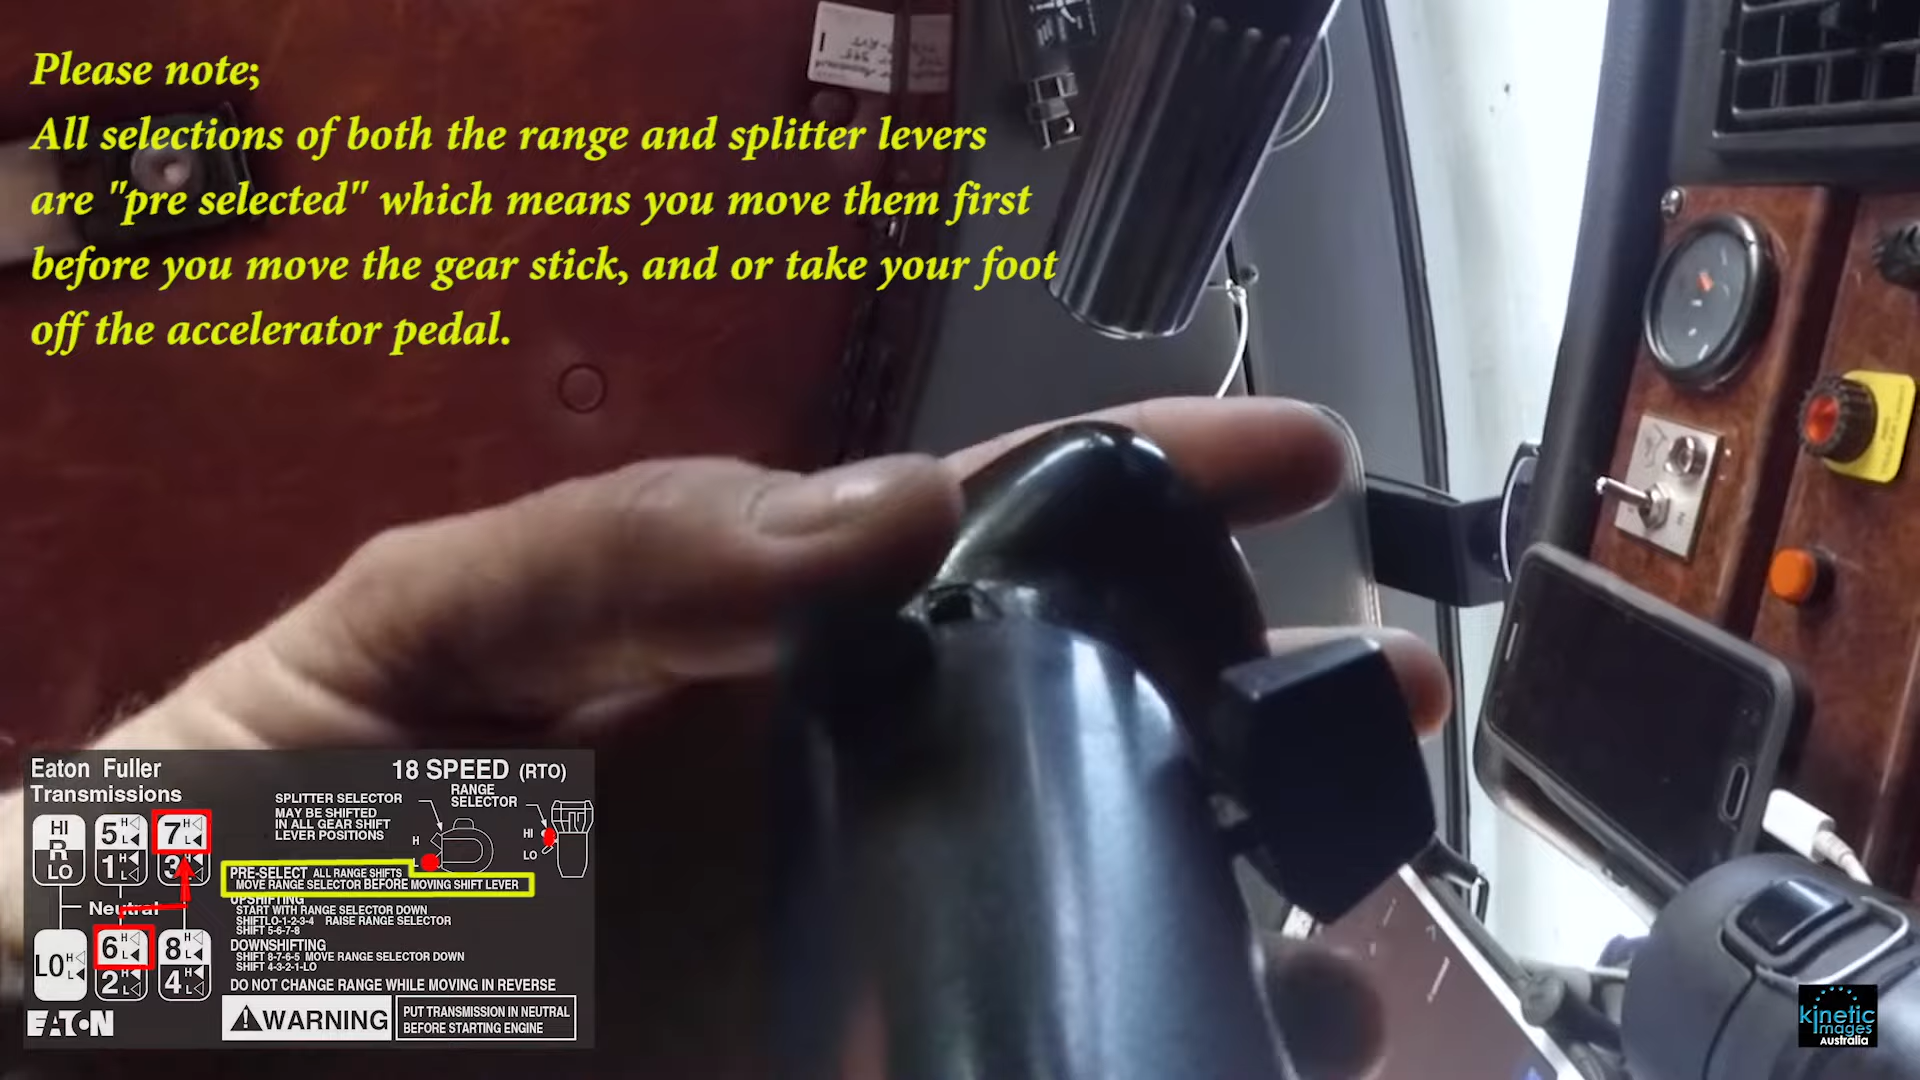 Please note;
All selections of both the range and splitter levers
are "pre selected" which means you move them first
before you move the gear stick, and or take your foot
off the accelerator pedal.
Eaton Fuller
Transmissions
18 SPEED (RTO)
SPLITTER SELECTOR
MAY BE SHIFTED
IN ALL GEAR SHIFT
LEVER POSITIONS
RANGE
SELECTOR
H
L
HI
LO
HI
R
LO
5 H L
1 H L
7 H L
3
Neutral
LO H L
6 H L
2 H L
8 H L
4 H L
PRE-SELECT ALL RANGE SHIFTS
MOVE RANGE SELECTOR BEFORE MOVING SHIFT LEVER
UPSHIFTING
START WITH RANGE SELECTOR DOWN
SHIFTLO-1-2-3-4 RAISE RANGE SELECTOR
SHIFT 5-6-7-8
DOWNSHIFTING
SHIFT 8-7-6-5 MOVE RANGE SELECTOR DOWN
SHIFT 4-3-2-1-LO
DO NOT CHANGE RANGE WHILE MOVING IN REVERSE
WARNING
PUT TRANSMISSION IN NEUTRAL
BEFORE STARTING ENGINE
EATON
kinetic
images
Australia